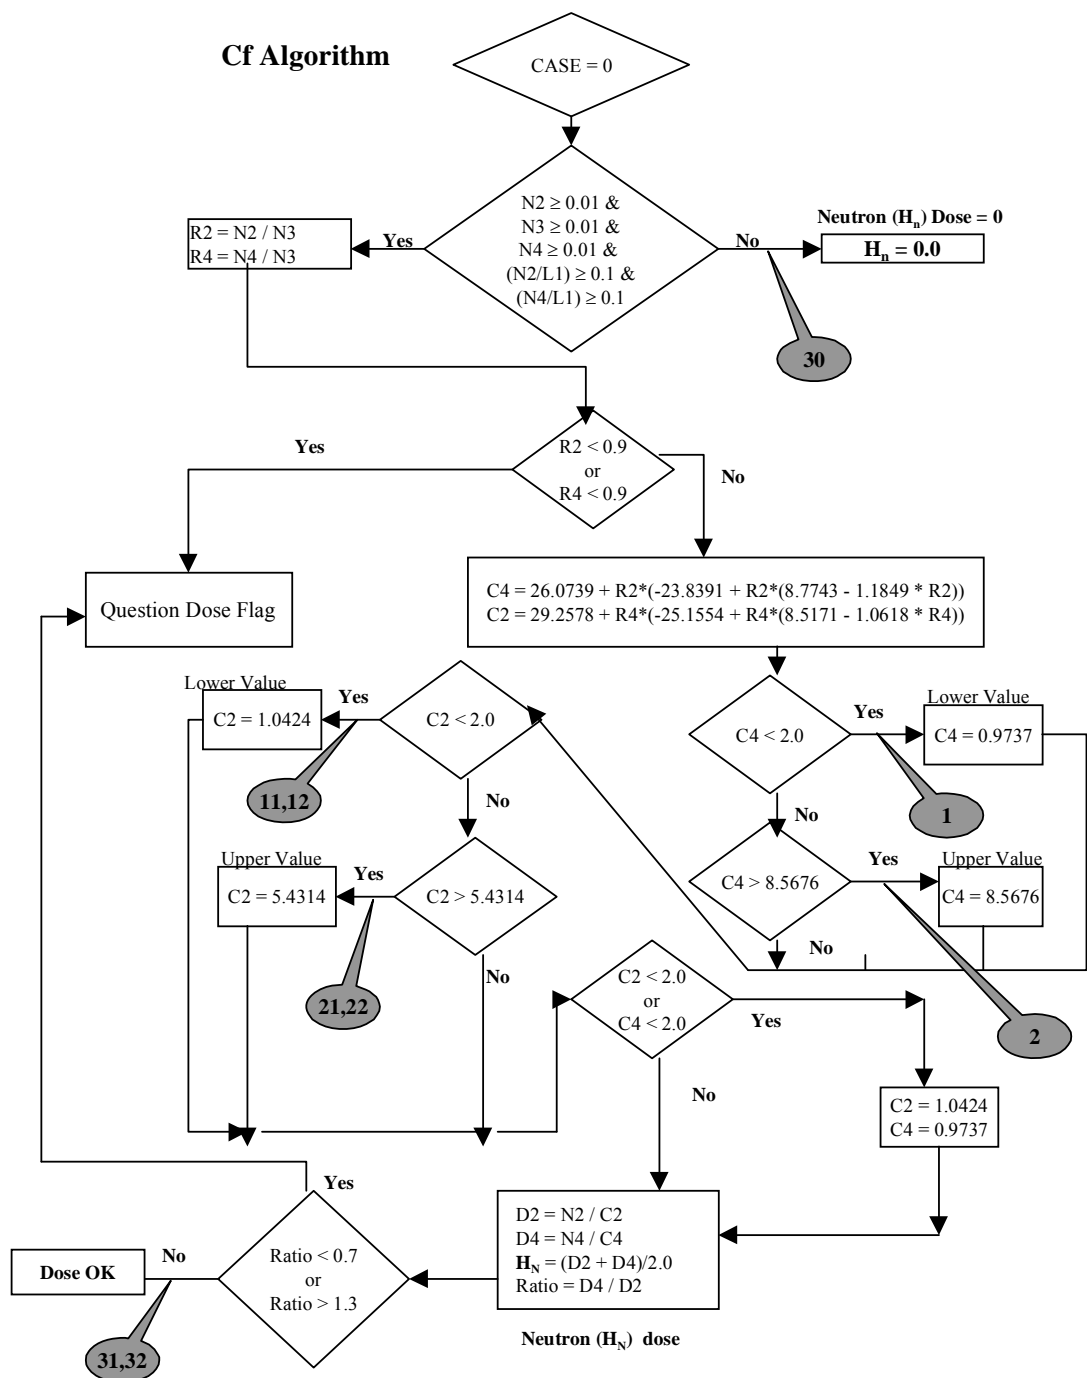 Cf Algorithm
CASE = 0
N2 ≥ 0.01 &
N3 ≥ 0.01 &
N4 ≥ 0.01 &
(N2/L1) ≥ 0.1 &
(N4/L1) ≥ 0.1
Yes
R2 = N2 / N3
R4 = N4 / N3
No
Neutron (Hn) Dose = 0
Hn = 0.0
30
R2 < 0.9
or
R4 < 0.9
Yes
No
Question Dose Flag
C4 = 26.0739 + R2*(-23.8391 + R2*(8.7743 - 1.1849 * R2))
C2 = 29.2578 + R4*(-25.1554 + R4*(8.5171 - 1.0618 * R4))
C4 < 2.0
Yes
Lower Value
C4 = 0.9737
1
No
C4 > 8.5676
Yes
Upper Value
C4 = 8.5676
2
No
C2 < 2.0
Yes
Lower Value
C2 = 1.0424
11,12
No
C2 > 5.4314
Yes
Upper Value
C2 = 5.4314
21,22
No
C2 < 2.0
or
C4 < 2.0
Yes
C2 = 1.0424
C4 = 0.9737
No
D2 = N2 / C2
D4 = N4 / C4
HN = (D2 + D4)/2.0
Ratio = D4 / D2
Neutron (HN) dose
Ratio < 0.7
or
Ratio > 1.3
Yes
No
Dose OK
31,32